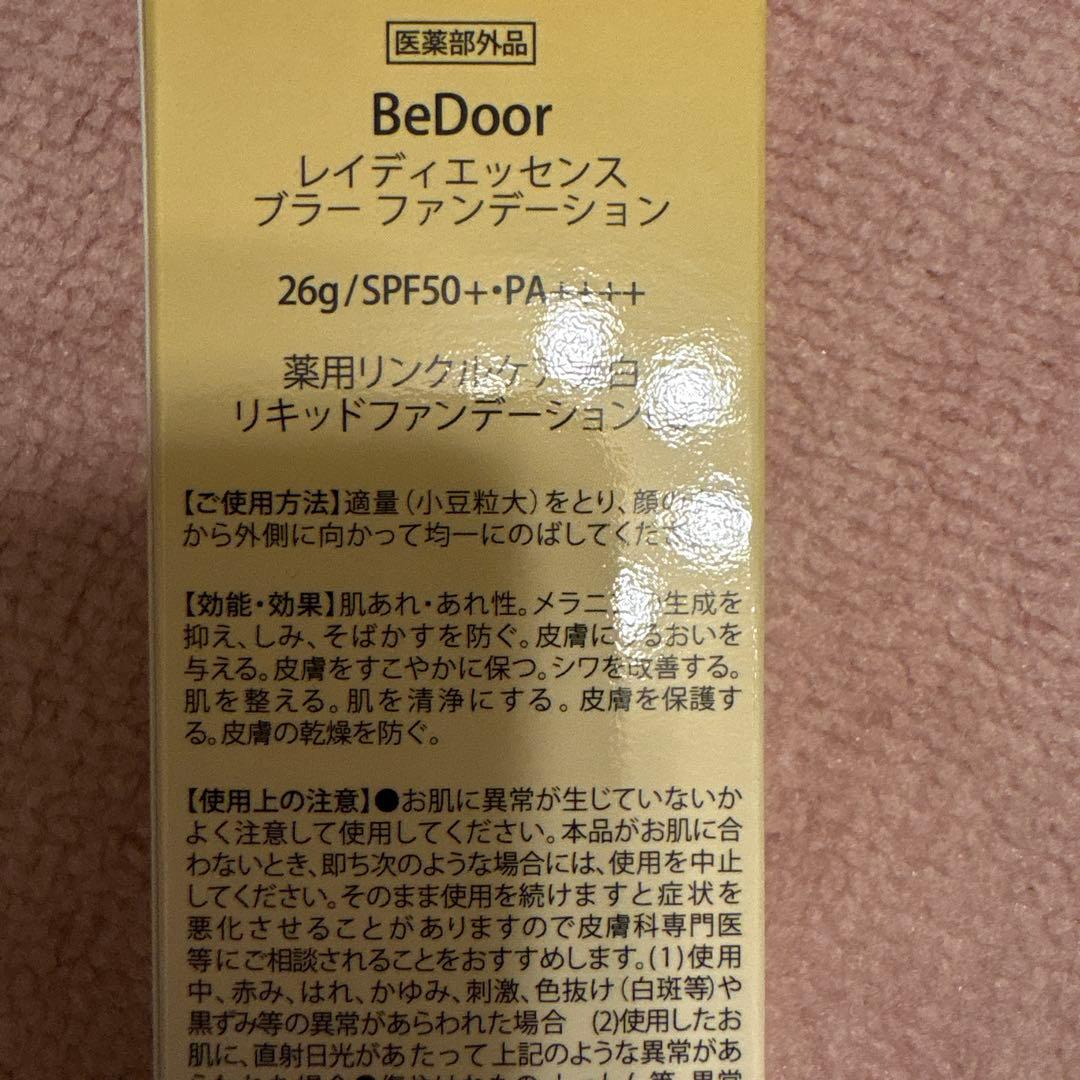 医薬部外品
BeDoor
レイディエッセンス
ブラー ファンデーション
26g/SPF50+・PA++++
薬用リンクルケア 白
リキッドファンデーション
【ご使用方法】適量（小豆粒大）をとり、顔の
から外側に向かって均一にのばしてくださ
【効能・効果】肌あれ・あれ性。メラニ 生成を
抑え、しみ、そばかすを防ぐ。皮膚に るおいを
与える。皮膚をすこやかに保つ。シワを改善する。
肌を整える。肌を清浄にする。皮膚を保護す
る。皮膚の乾燥を防ぐ。
【使用上の注意】●お肌に異常が生じていないか
よく注意して使用してください。本品がお肌に合
わないとき、即ち次のような場合には、使用を中止
してください。そのまま使用を続けますと症状を
悪化させることがありますので皮膚科専門医
等にご相談されることをおすすめします。(1)使用
中、赤み、はれ、かゆみ、刺激、色抜け（白斑等）や
黒ずみ等の異常があらわれた場合 (2)使用したお
肌に、直射日光があたって上記のような異常があ